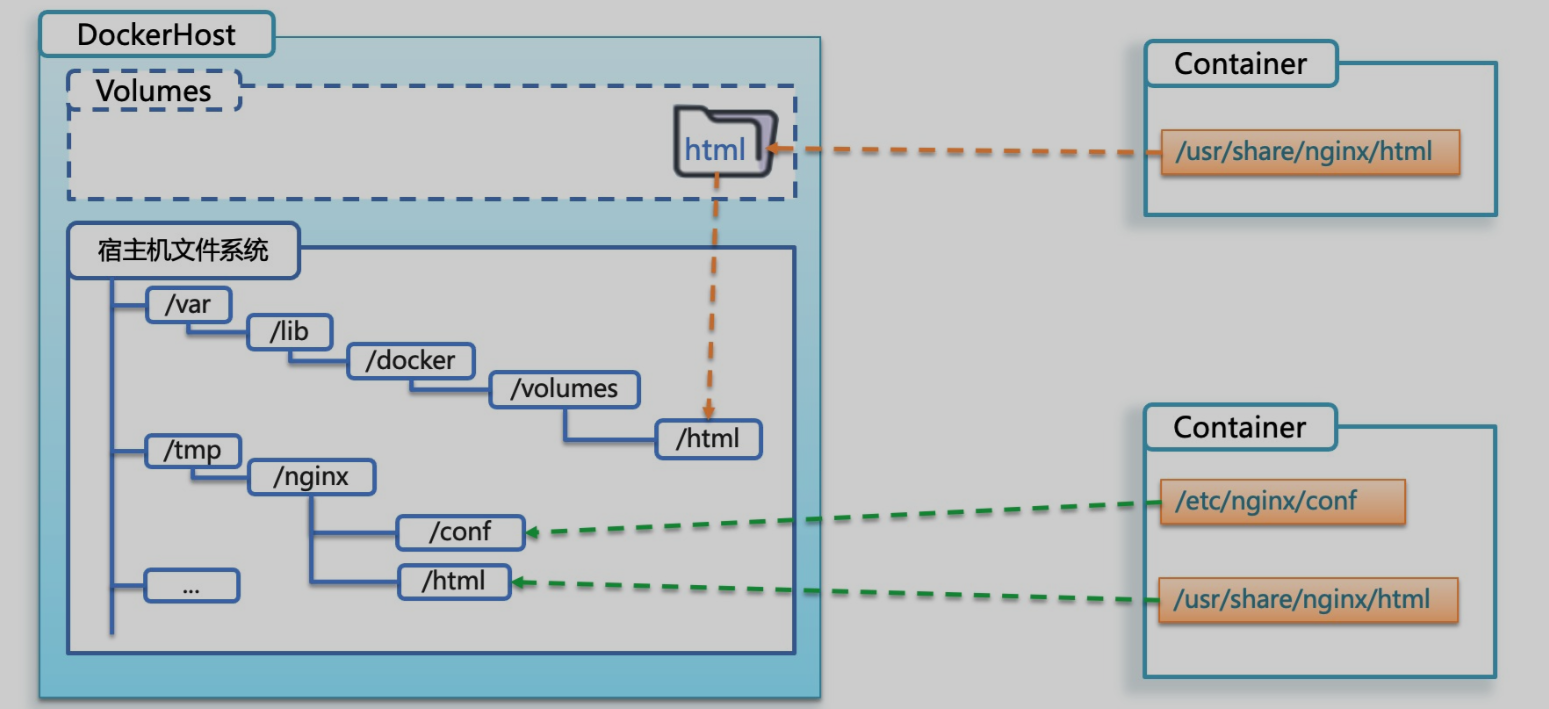 DockerHost
Volumes
html
宿主机文件系统
/var
/lib
/docker
/volumes
/html
/tmp
/nginx
/conf
/html
...
Container
/usr/share/nginx/html
Container
/etc/nginx/conf
/usr/share/nginx/html